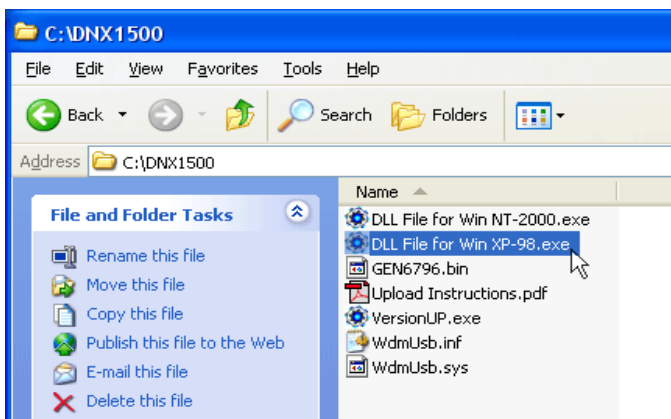 C:\DNX1500
File Edit View Favorites Tools Help
Back Search Folders
Address C:\DNX1500
Name
File and Folder Tasks
DLL File for Win NT-2000.exe
DLL File for Win XP-98.exe
Rename this file
GEN6796.bin
Move this file
Upload Instructions.pdf
Copy this file
VersionUP.exe
Publish this file to the Web
WdmUsb.inf
E-mail this file
WdmUsb.sys
Delete this file